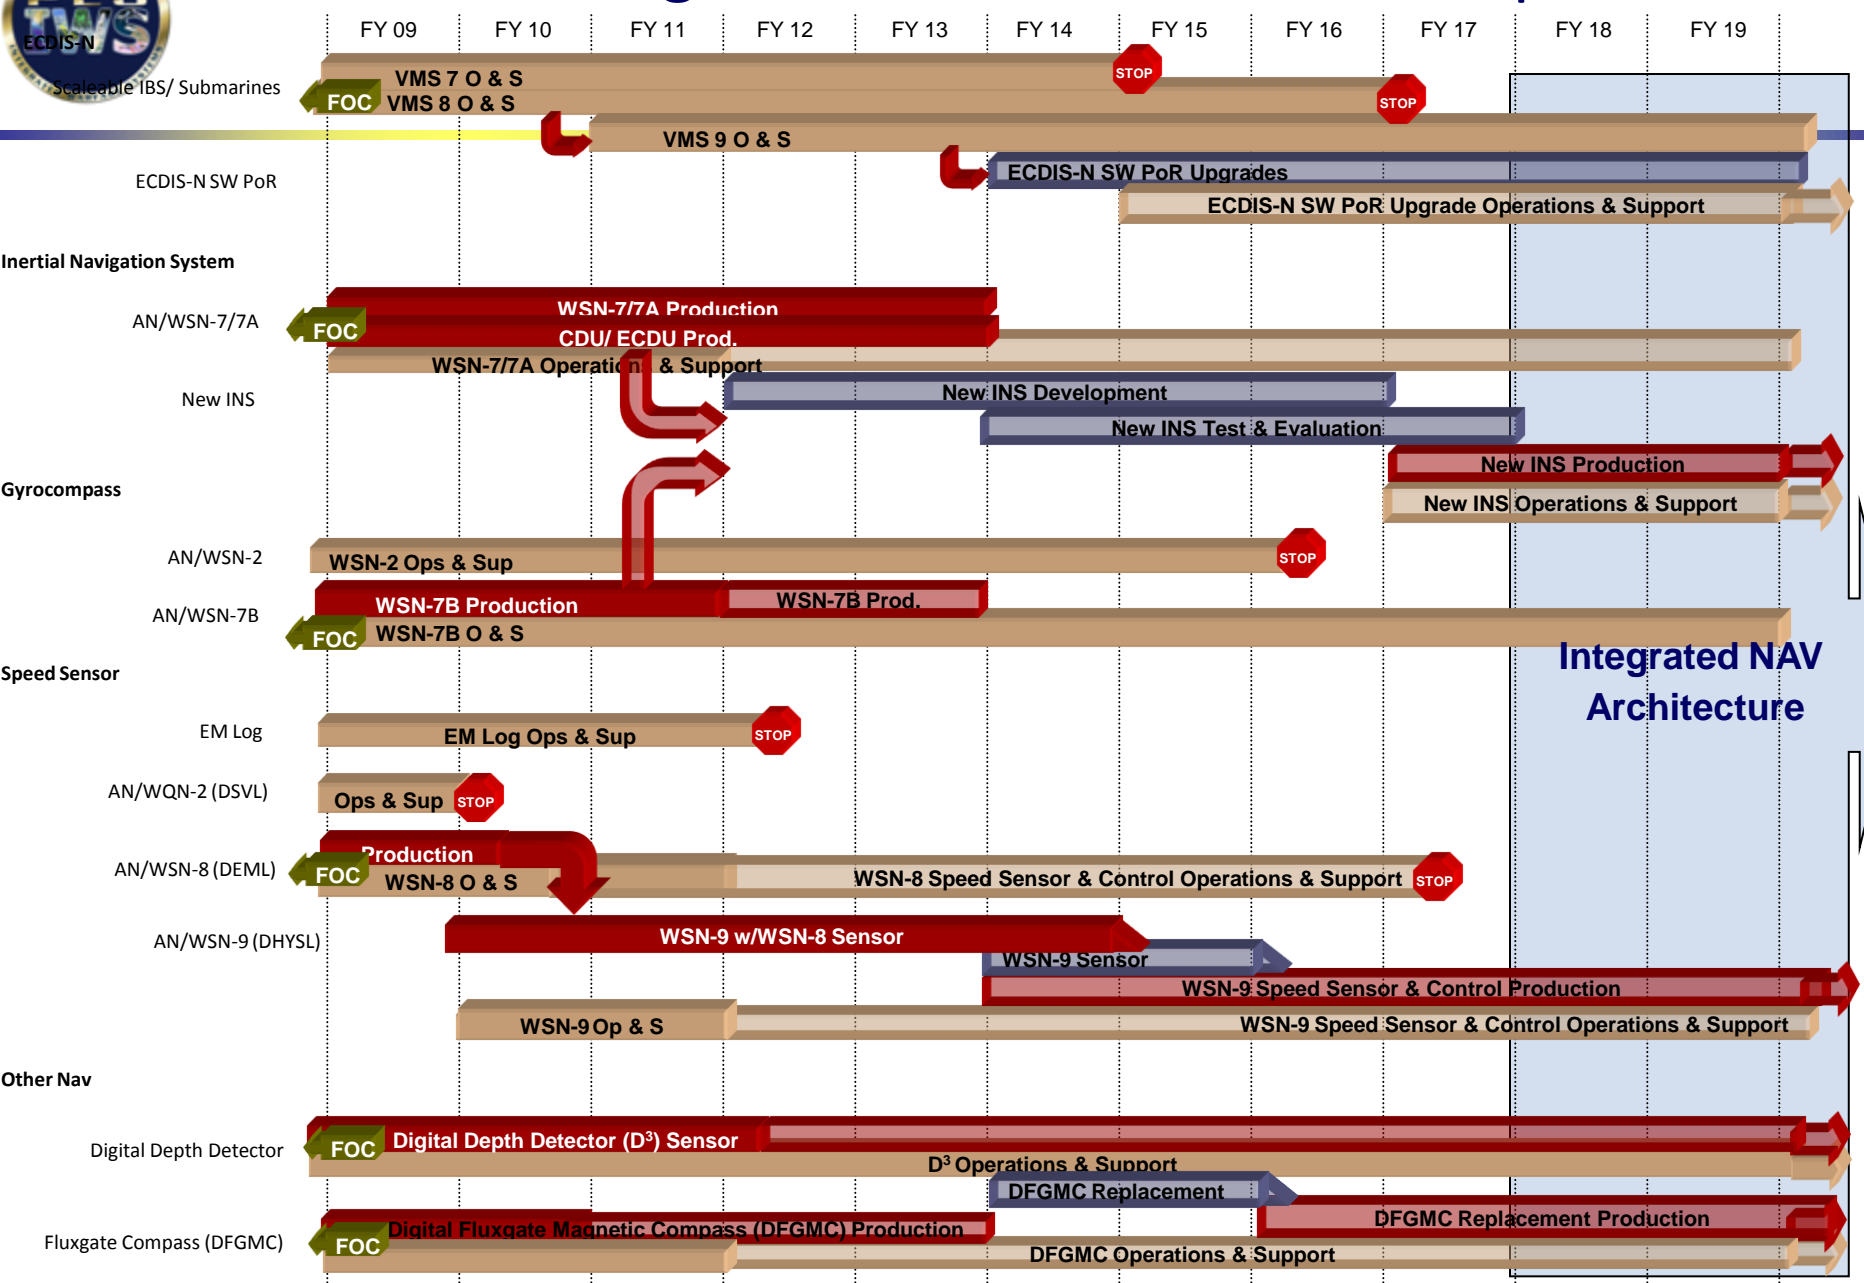 FY 09 FY 10 FY 11 FY 12 FY 13 FY 14 FY 15 FY 16 FY 17 FY 18 FY 19
IWS
ECDIS-N
Scaleable IBS/ Submarines
FOC
VMS 7 O & S
STOP
VMS 8 O & S
STOP
VMS 9 O & S
ECDIS-N SW PoR
ECDIS-N SW PoR Upgrades
ECDIS-N SW PoR Upgrade Operations & Support
Inertial Navigation System
AN/WSN-7/7A
FOC
WSN-7/7A Production
CDU/ ECDU Prod.
WSN-7/7A Operations & Support
New INS
New INS Development
New INS Test & Evaluation
New INS Production
New INS Operations & Support
Gyrocompass
AN/WSN-2
WSN-2 Ops & Sup
STOP
AN/WSN-7B
FOC
WSN-7B Production
WSN-7B Prod.
WSN-7B O & S
Integrated NAV
Architecture
Speed Sensor
EM Log
EM Log Ops & Sup
STOP
AN/WQN-2 (DSVL)
Ops & Sup
STOP
AN/WSN-8 (DEML)
FOC
Production
WSN-8 O & S
WSN-8 Speed Sensor & Control Operations & Support
STOP
AN/WSN-9 (DHYSL)
WSN-9 w/WSN-8 Sensor
WSN-9 Sensor
WSN-9 Speed Sensor & Control Production
WSN-9 Op & S
WSN-9 Speed Sensor & Control Operations & Support
Other Nav
Digital Depth Detector
FOC
Digital Depth Detector (D³) Sensor
D³ Operations & Support
DFGMC Replacement
DFGMC Replacement Production
Fluxgate Compass (DFGMC)
FOC
Digital Fluxgate Magnetic Compass (DFGMC) Production
DFGMC Operations & Support